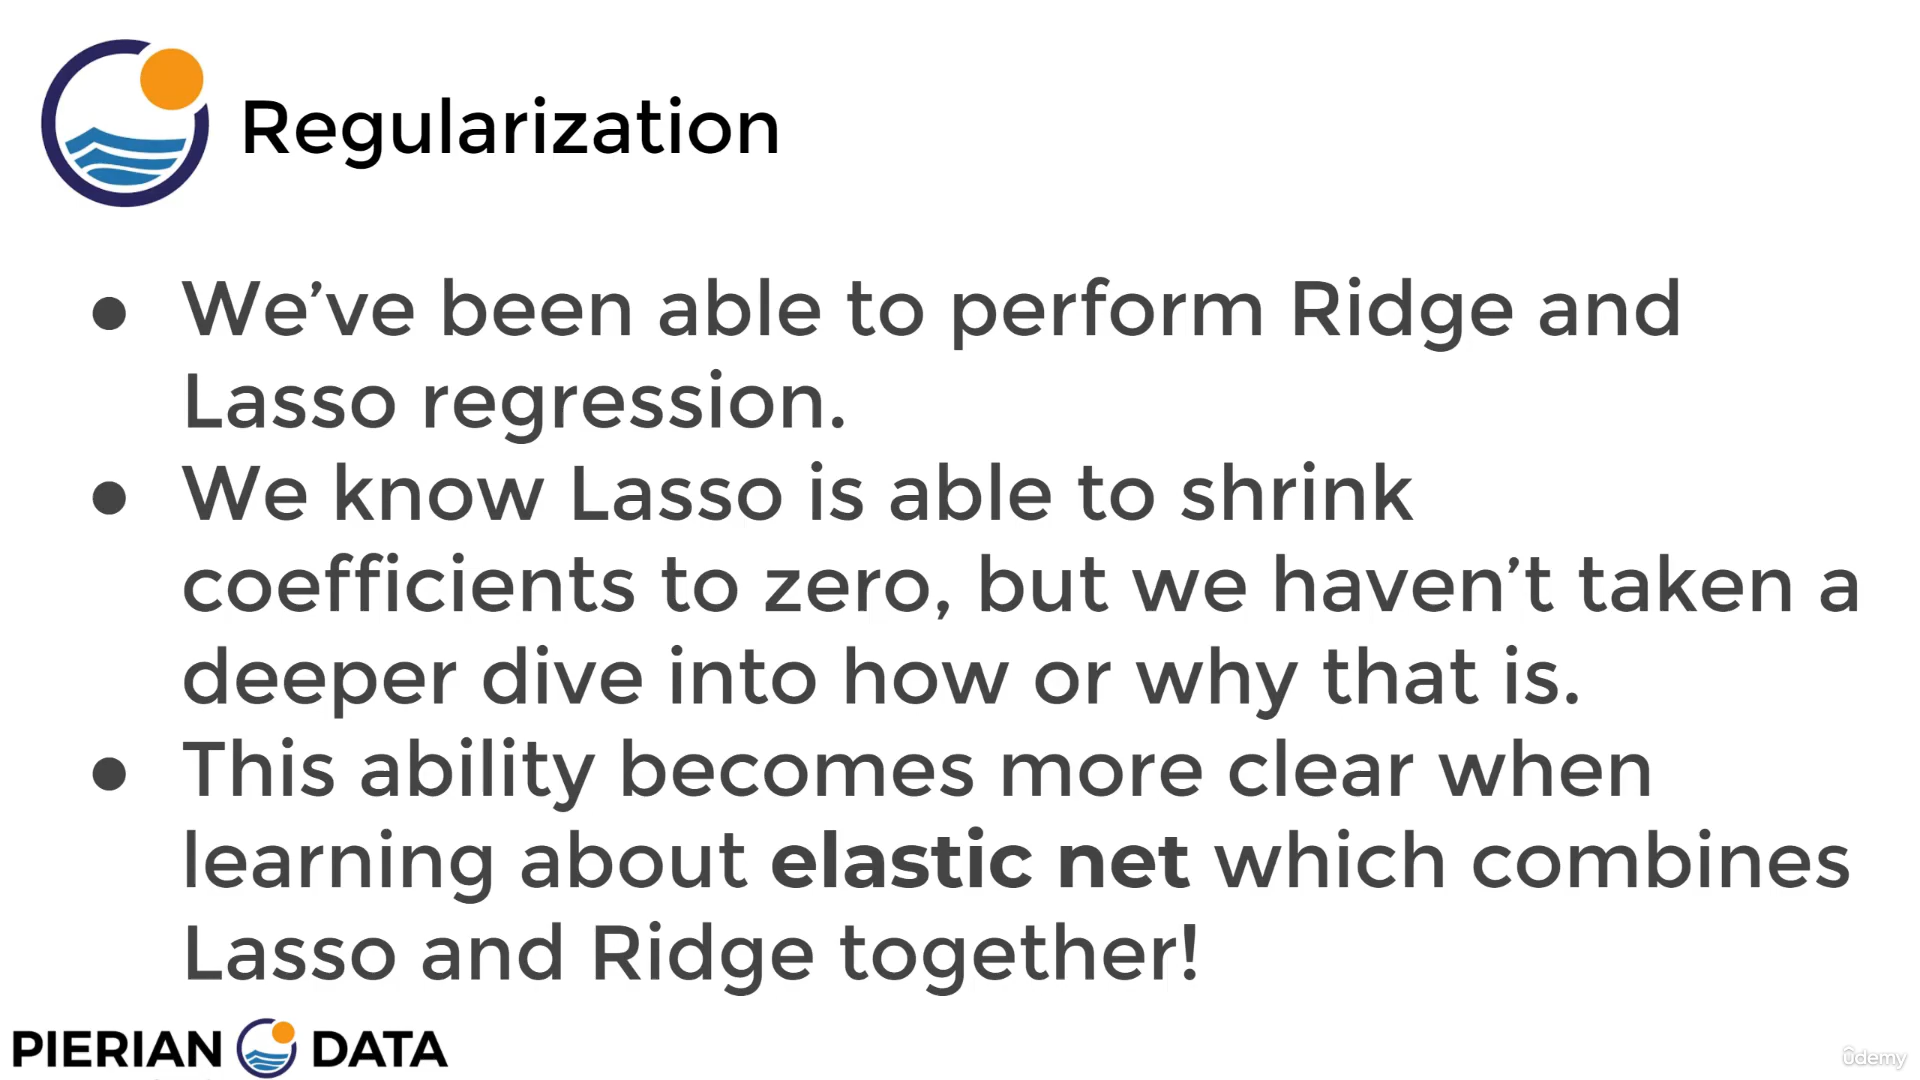 Regularization
● We’ve been able to perform Ridge and
Lasso regression.
● We know Lasso is able to shrink
coefficients to zero, but we haven’t taken a
deeper dive into how or why that is.
● This ability becomes more clear when
learning about elastic net which combines
Lasso and Ridge together!
PIERIAN DATA
ûdemy